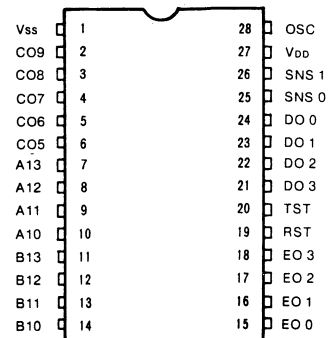 Vss 1 28 OSC
CO9 2 27 VDD
CO8 3 26 SNS 1
CO7 4 25 SNS 0
CO6 5 24 DO 0
CO5 6 23 DO 1
A13 7 22 DO 2
A12 8 21 DO 3
A11 9 20 TST
A10 10 19 RST
B13 11 18 EO 3
B12 12 17 EO 2
B11 13 16 EO 1
B10 14 15 EO 0